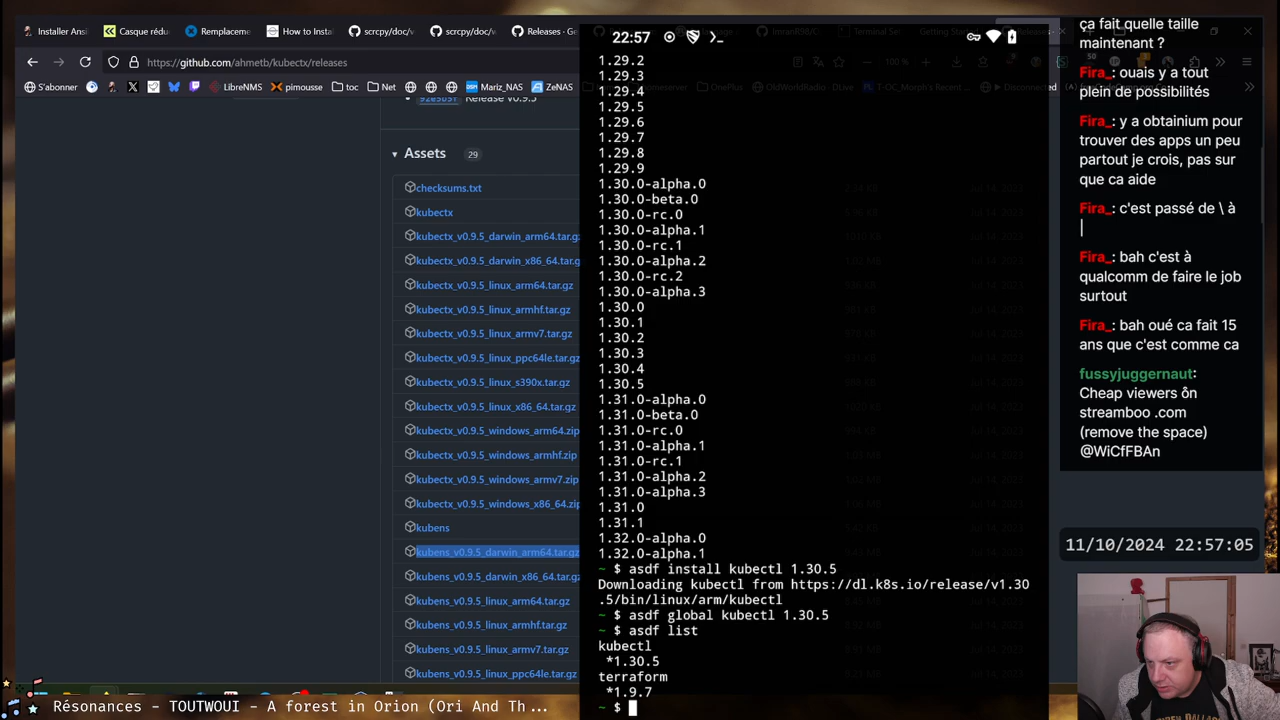 Installer Ansi
Casque rédu
Remplaceme
How to Install
scrcpy/doc/w
scrcpy/doc/v
Releases · Ge
https://github.com/ahmetb/kubectx/releases
S'abonner
LibreNMS
pimousse
toc
Net
Mariz_NAS
ZeNAS
Release v0.9.5
Assets 29
checksums.txt
kubectx
kubectx_v0.9.5_darwin_arm64.tar.gz
kubectx_v0.9.5_darwin_x86_64.tar.gz
kubectx_v0.9.5_linux_arm64.tar.gz
kubectx_v0.9.5_linux_armhf.tar.gz
kubectx_v0.9.5_linux_armv7.tar.gz
kubectx_v0.9.5_linux_ppc64le.tar.gz
kubectx_v0.9.5_linux_s390x.tar.gz
kubectx_v0.9.5_linux_x86_64.tar.gz
kubectx_v0.9.5_windows_arm64.zip
kubectx_v0.9.5_windows_armhf.zip
kubectx_v0.9.5_windows_armv7.zip
kubectx_v0.9.5_windows_x86_64.zip
kubens
kubens_v0.9.5_darwin_arm64.tar.gz
kubens_v0.9.5_darwin_x86_64.tar.gz
kubens_v0.9.5_linux_arm64.tar.gz
kubens_v0.9.5_linux_armhf.tar.gz
kubens_v0.9.5_linux_armv7.tar.gz
kubens_v0.9.5_linux_ppc64le.tar.gz
22:57
1.29.2
1.29.3
1.29.4
1.29.5
1.29.6
1.29.7
1.29.8
1.29.9
1.30.0-alpha.0
1.30.0-beta.0
1.30.0-rc.0
1.30.0-alpha.1
1.30.0-rc.1
1.30.0-alpha.2
1.30.0-rc.2
1.30.0-alpha.3
1.30.0
1.30.1
1.30.2
1.30.3
1.30.4
1.30.5
1.31.0-alpha.0
1.31.0-beta.0
1.31.0-rc.0
1.31.0-alpha.1
1.31.0-rc.1
1.31.0-alpha.2
1.31.0-alpha.3
1.31.0
1.31.1
1.32.0-alpha.0
1.32.0-alpha.1
~ $ asdf install kubectl 1.30.5
Downloading kubectl from https://dl.k8s.io/release/v1.30
.5/bin/linux/arm/kubectl
~ $ asdf global kubectl 1.30.5
~ $ asdf list
kubectl
*1.30.5
terraform
*1.9.7
~ $
ça fait quelle taille
maintenant ?
Fira_: ouais y a tout
plein de possibilités
Fira_: y a obtainium pour
trouver des apps un peu
partout je crois, pas sur
que ca aide
Fira_: c'est passé de \ à
|
Fira_: bah c'est à
qualcomm de faire le job
surtout
Fira_: bah oué ca fait 15
ans que c'est comme ca
fussyjuggernaut:
Cheap viewers ôn
streamboo .com
(remove the space)
@WiCfFBAn
11/10/2024 22:57:05
Résonances - TOUTWOUI - A forest in Orion (Ori And Th...